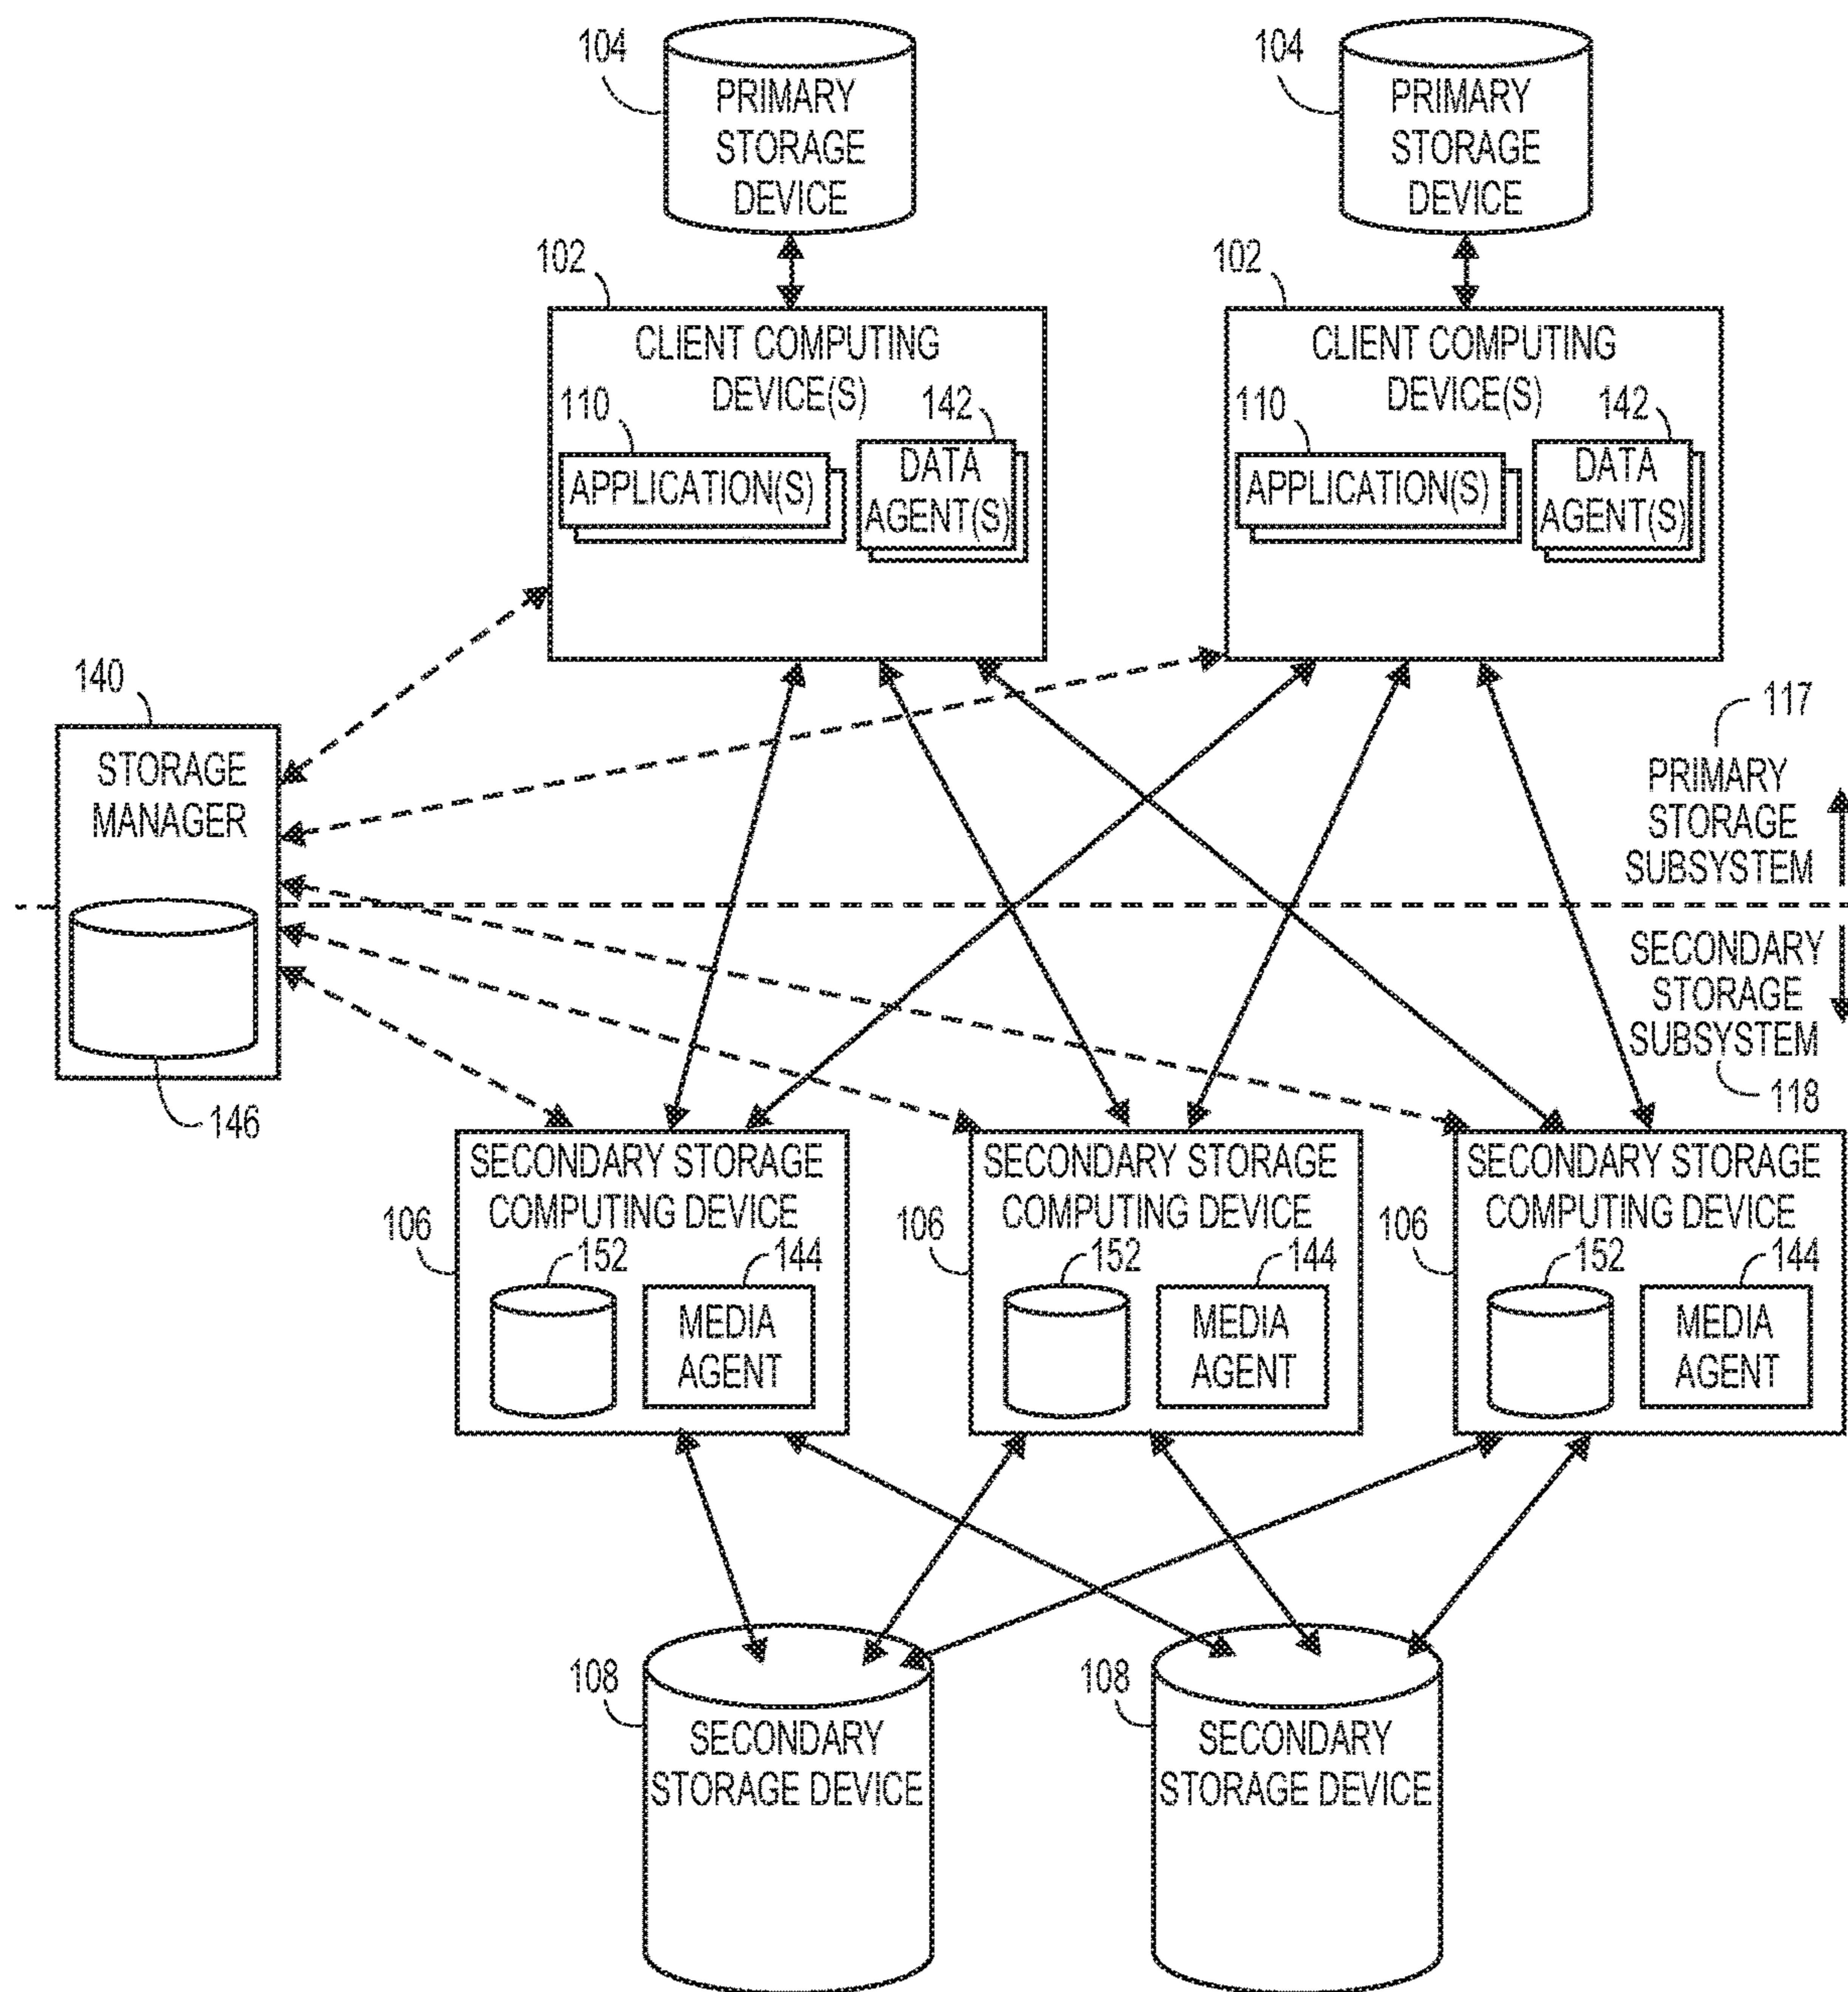 104
PRIMARY
STORAGE
DEVICE
104
PRIMARY
STORAGE
DEVICE
102
CLIENT COMPUTING
DEVICE(S)
110
142
APPLICATION(S)
DATA
AGENT(S)
102
CLIENT COMPUTING
DEVICE(S)
110
142
APPLICATION(S)
DATA
AGENT(S)
140
STORAGE
MANAGER
146
117
PRIMARY
STORAGE
SUBSYSTEM
SECONDARY
STORAGE
SUBSYSTEM
118
SECONDARY STORAGE
COMPUTING DEVICE
106
152
144
MEDIA
AGENT
SECONDARY STORAGE
COMPUTING DEVICE
106
152
144
MEDIA
AGENT
SECONDARY STORAGE
COMPUTING DEVICE
106
152
144
MEDIA
AGENT
108
SECONDARY
STORAGE DEVICE
108
SECONDARY
STORAGE DEVICE